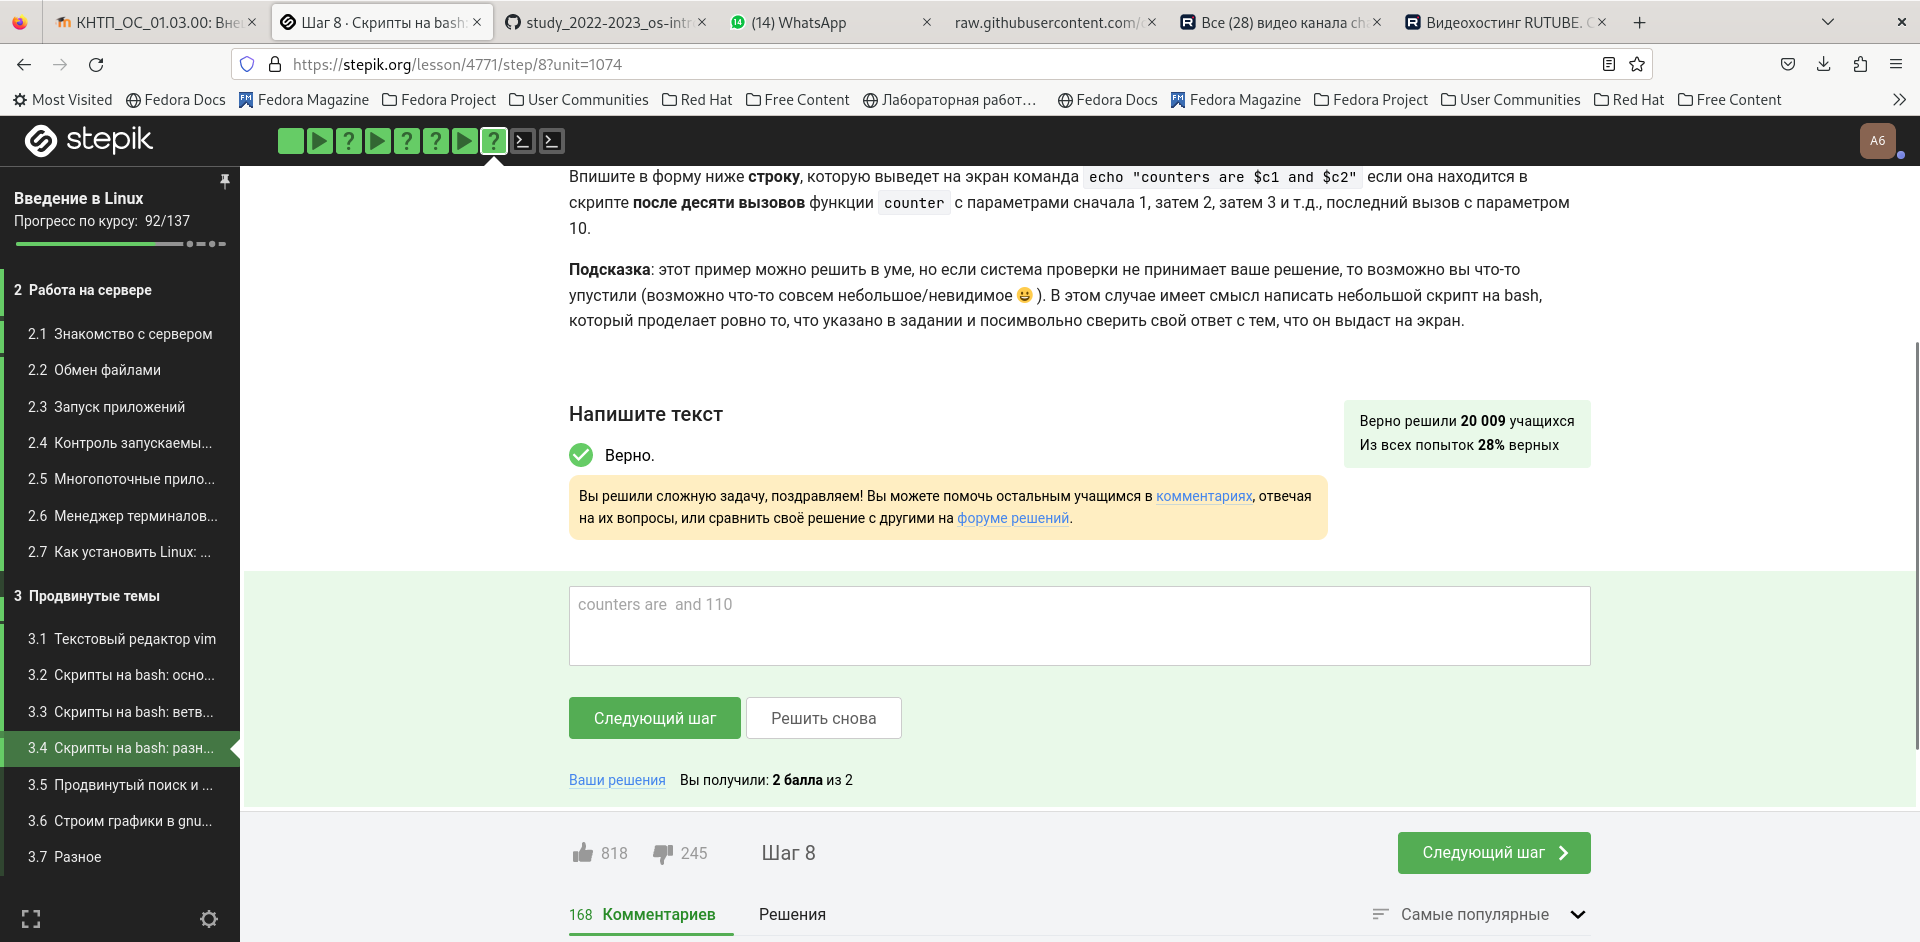 КНТП_ОС_01.03.00: Вне
Шаг 8 · Скрипты на bash:
study_2022-2023_os-intr
14 (14) WhatsApp
raw.githubusercontent.com/
Все (28) видео канала
Видеохостинг RUTUBE.
https://stepik.org/lesson/4771/step/8?unit=1074
Most Visited Fedora Docs Fedora Magazine Fedora Project User Communities Red Hat Free Content Лабораторная работ... Fedora Docs Fedora Magazine Fedora Project User Communities Red Hat Free Content
stepik
A6
Введение в Linux
Прогресс по курсу: 92/137
2 Работа на сервере
2.1 Знакомство с сервером
2.2 Обмен файлами
2.3 Запуск приложений
2.4 Контроль запускаемы...
2.5 Многопоточные прило...
2.6 Менеджер терминалов...
2.7 Как установить Linux: ...
3 Продвинутые темы
3.1 Текстовый редактор vim
3.2 Скрипты на bash: осно...
3.3 Скрипты на bash: ветв...
3.4 Скрипты на bash: разн...
3.5 Продвинутый поиск и ...
3.6 Строим графики в gnu...
3.7 Разное
Впишите в форму ниже строку, которую выведет на экран команда echo "counters are $c1 and $c2" если она находится в
скрипте после десяти вызовов функции counter с параметрами сначала 1, затем 2, затем 3 и т.д., последний вызов с параметром
10.
Подсказка: этот пример можно решить в уме, но если система проверки не принимает ваше решение, то возможно вы что-то
упустили (возможно что-то совсем небольшое/невидимое 😀 ). В этом случае имеет смысл написать небольшой скрипт на bash,
который проделает ровно то, что указано в задании и посимвольно сверить свой ответ с тем, что он выдаст на экран.
Напишите текст
Верно.
Верно решили 20 009 учащихся
Из всех попыток 28% верных
Вы решили сложную задачу, поздравляем! Вы можете помочь остальным учащимся в комментариях, отвечая
на их вопросы, или сравнить своё решение с другими на форуме решений.
counters are  and 110
Следующий шаг
Решить снова
Ваши решения Вы получили: 2 балла из 2
818 245 Шаг 8
Следующий шаг
168 Комментариев Решения
Самые популярные